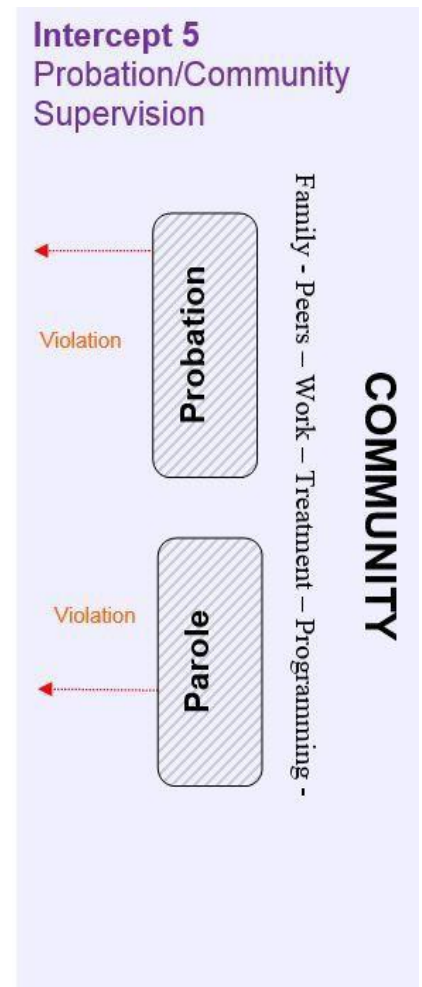 Intercept 5
Probation/Community
Supervision
Violation
Probation
Violation
Parole
Family - Peers – Work – Treatment – Programming -
COMMUNITY